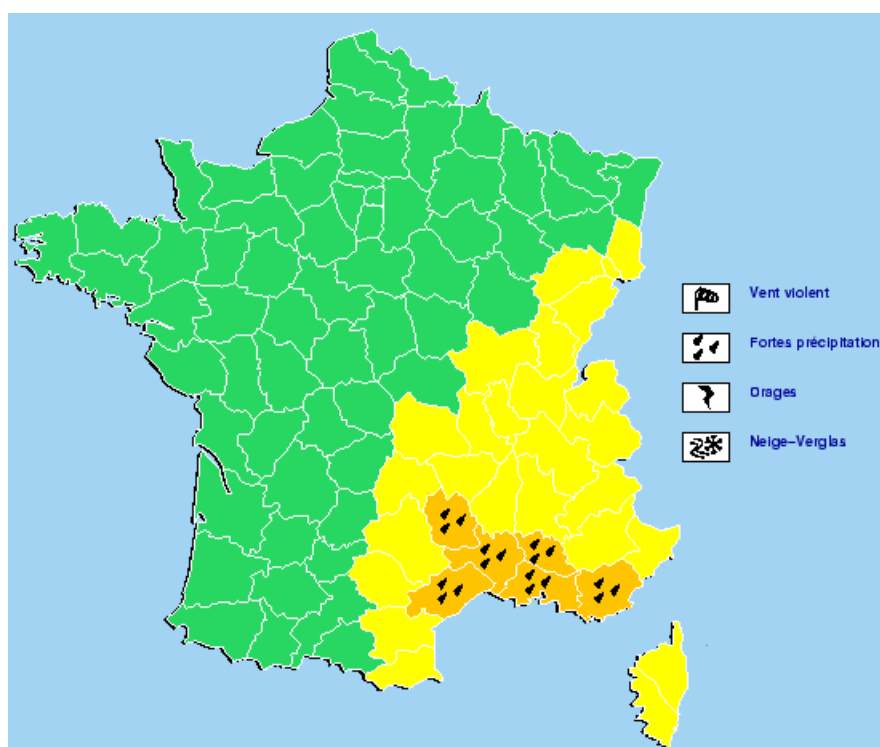 Vent violent
Fortes précipitation
Orages
Neige–Verglas